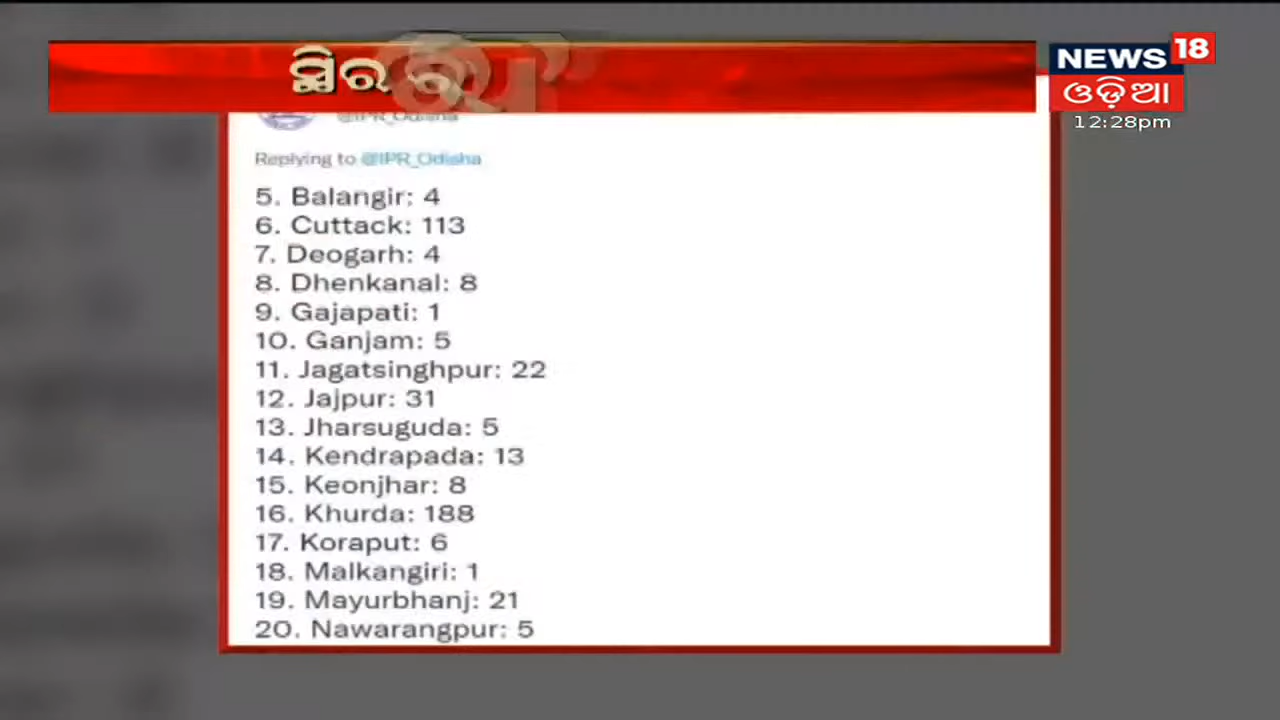 ସ୍ଥିର
NEWS 18
ଓଡ଼ିଆ
12:28pm
@IPR_Odisha
Replying to @IPR_Odisha
5. Balangir: 4
6. Cuttack: 113
7. Deogarh: 4
8. Dhenkanal: 8
9. Gajapati: 1
10. Ganjam: 5
11. Jagatsinghpur: 22
12. Jajpur: 31
13. Jharsuguda: 5
14. Kendrapada: 13
15. Keonjhar: 8
16. Khurda: 188
17. Koraput: 6
18. Malkangiri: 1
19. Mayurbhanj: 21
20. Nawarangpur: 5